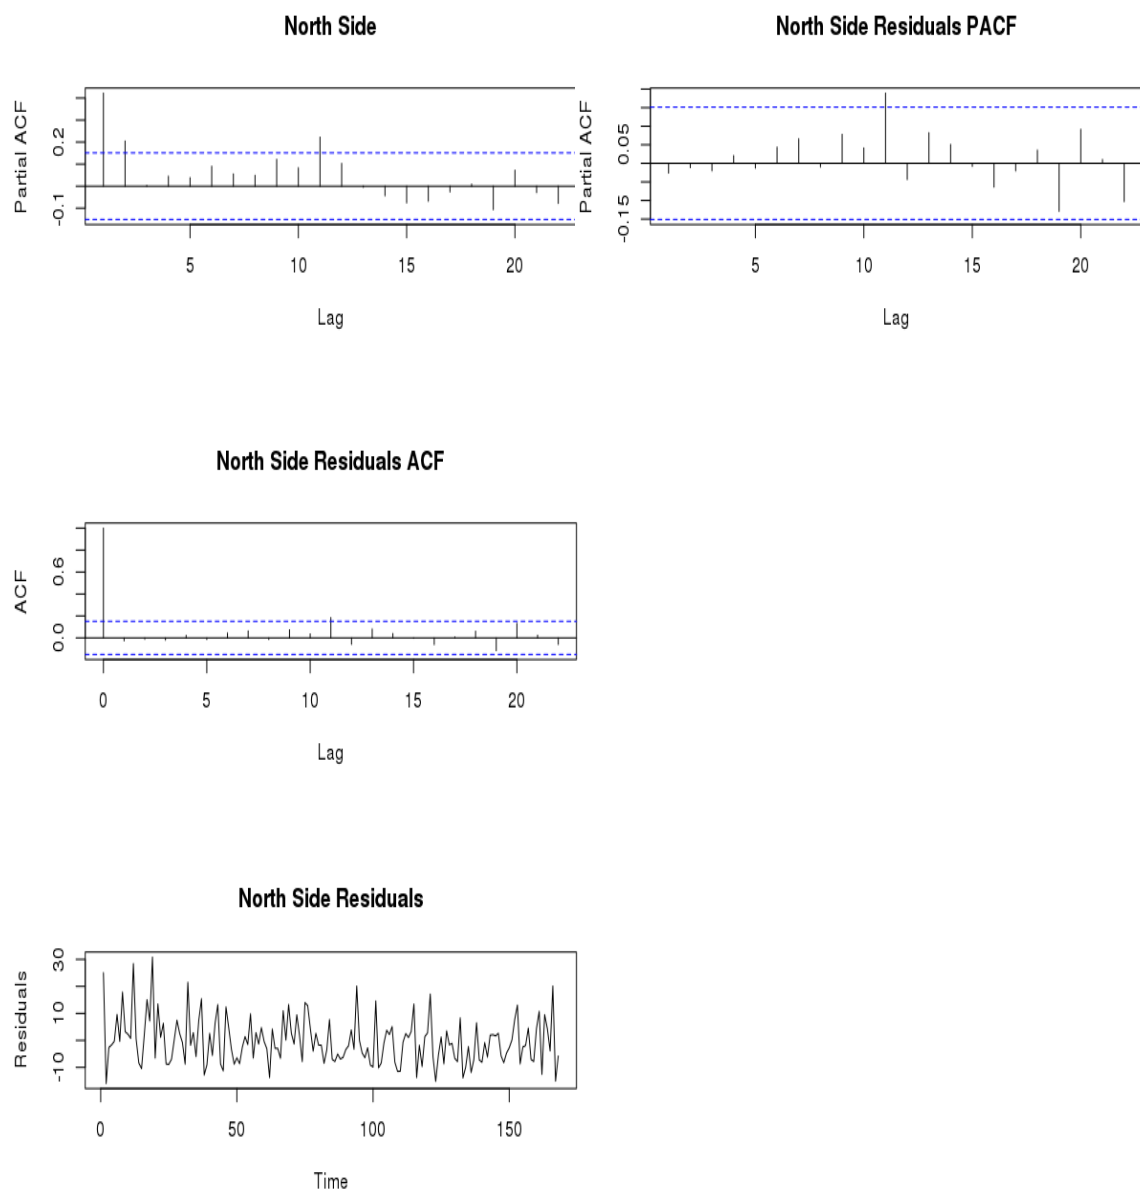 North Side
Partial ACF
0.2
-0.1
5 10 15 20
Lag
North Side Residuals PACF
Partial ACF
0.05
-0.15
5 10 15 20
Lag
North Side Residuals ACF
ACF
0.6
0.0
0 5 10 15 20
Lag
North Side Residuals
Residuals
30
10
-10
0 50 100 150
Time